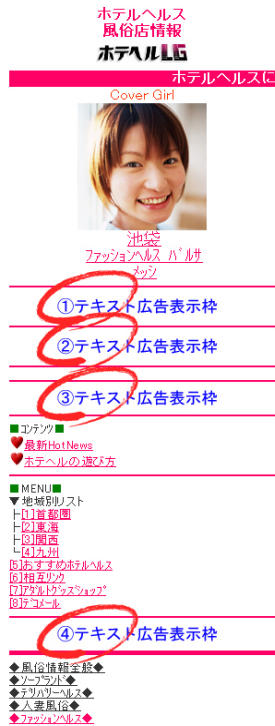 ホテルヘルス
風俗店情報
ホテヘルLG
ホテルヘルスに
Cover Girl
池袋
ファッションヘルス バルサ
メッシ
①テキスト広告表示枠
②テキスト広告表示枠
③テキスト広告表示枠
■コンテンツ■
最新HotNews
ホテヘルの遊び方
■MENU■
▼地域別リスト
├[1]首都圏
├[2]東海
├[3]関西
└[4]九州
[5]おすすめホテルヘルス
[6]相互リンク
[7]アダルトグッズショップ
[8]デコメール
④テキスト広告表示枠
◆風俗情報全般◆
◆ソープランド◆
◆デリバリーヘルス◆
◆人妻風俗◆
◆ファッションヘルス◆